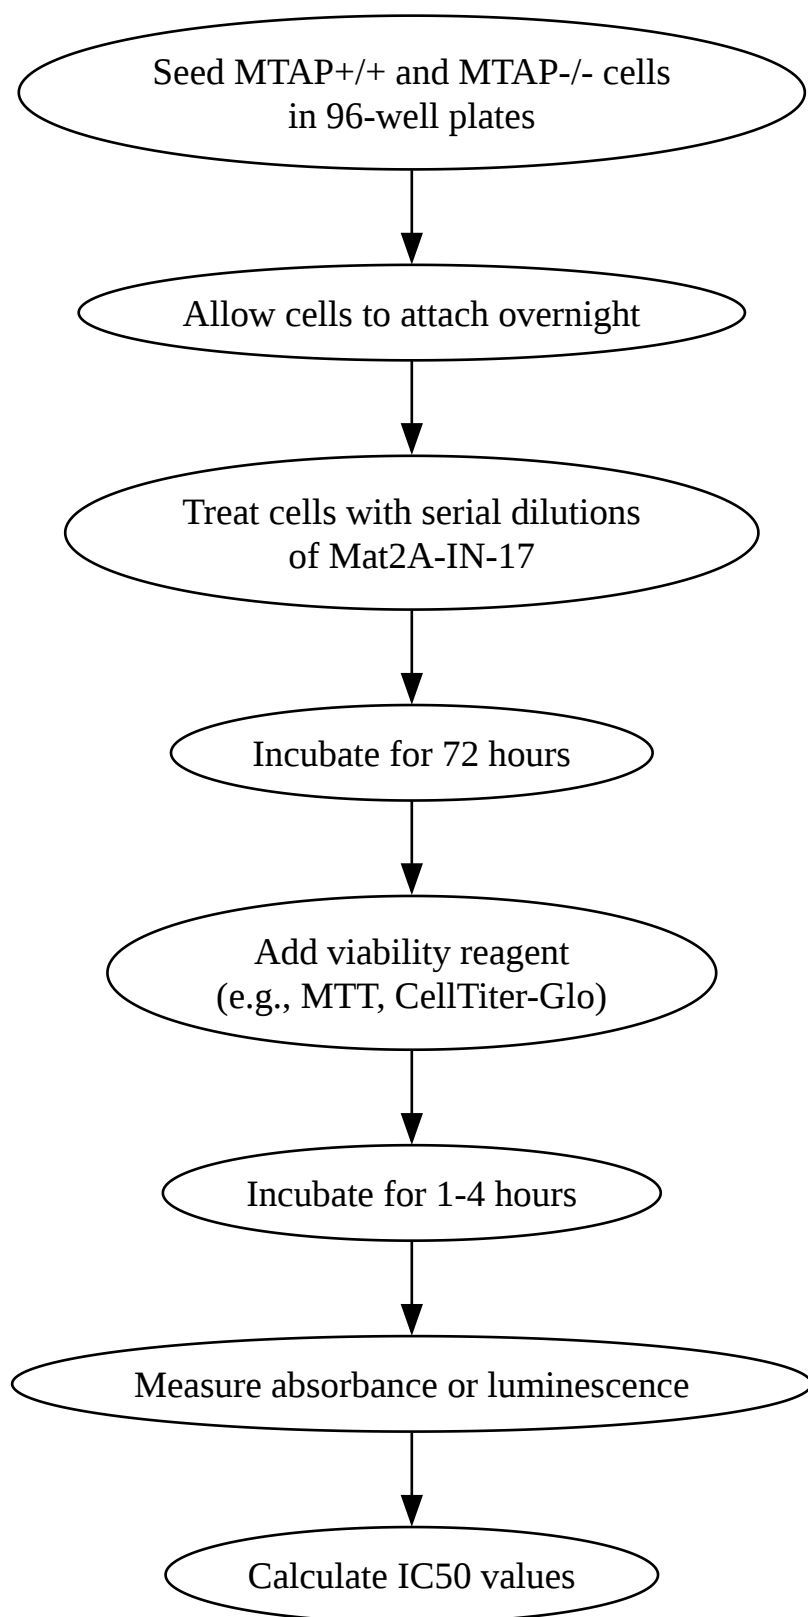 Seed MTAP+/+ and MTAP-/- cells
in 96-well plates
Allow cells to attach overnight
Treat cells with serial dilutions
of Mat2A-IN-17
Incubate for 72 hours
Add viability reagent
(e.g., MTT, CellTiter-Glo)
Incubate for 1-4 hours
Measure absorbance or luminescence
Calculate IC50 values